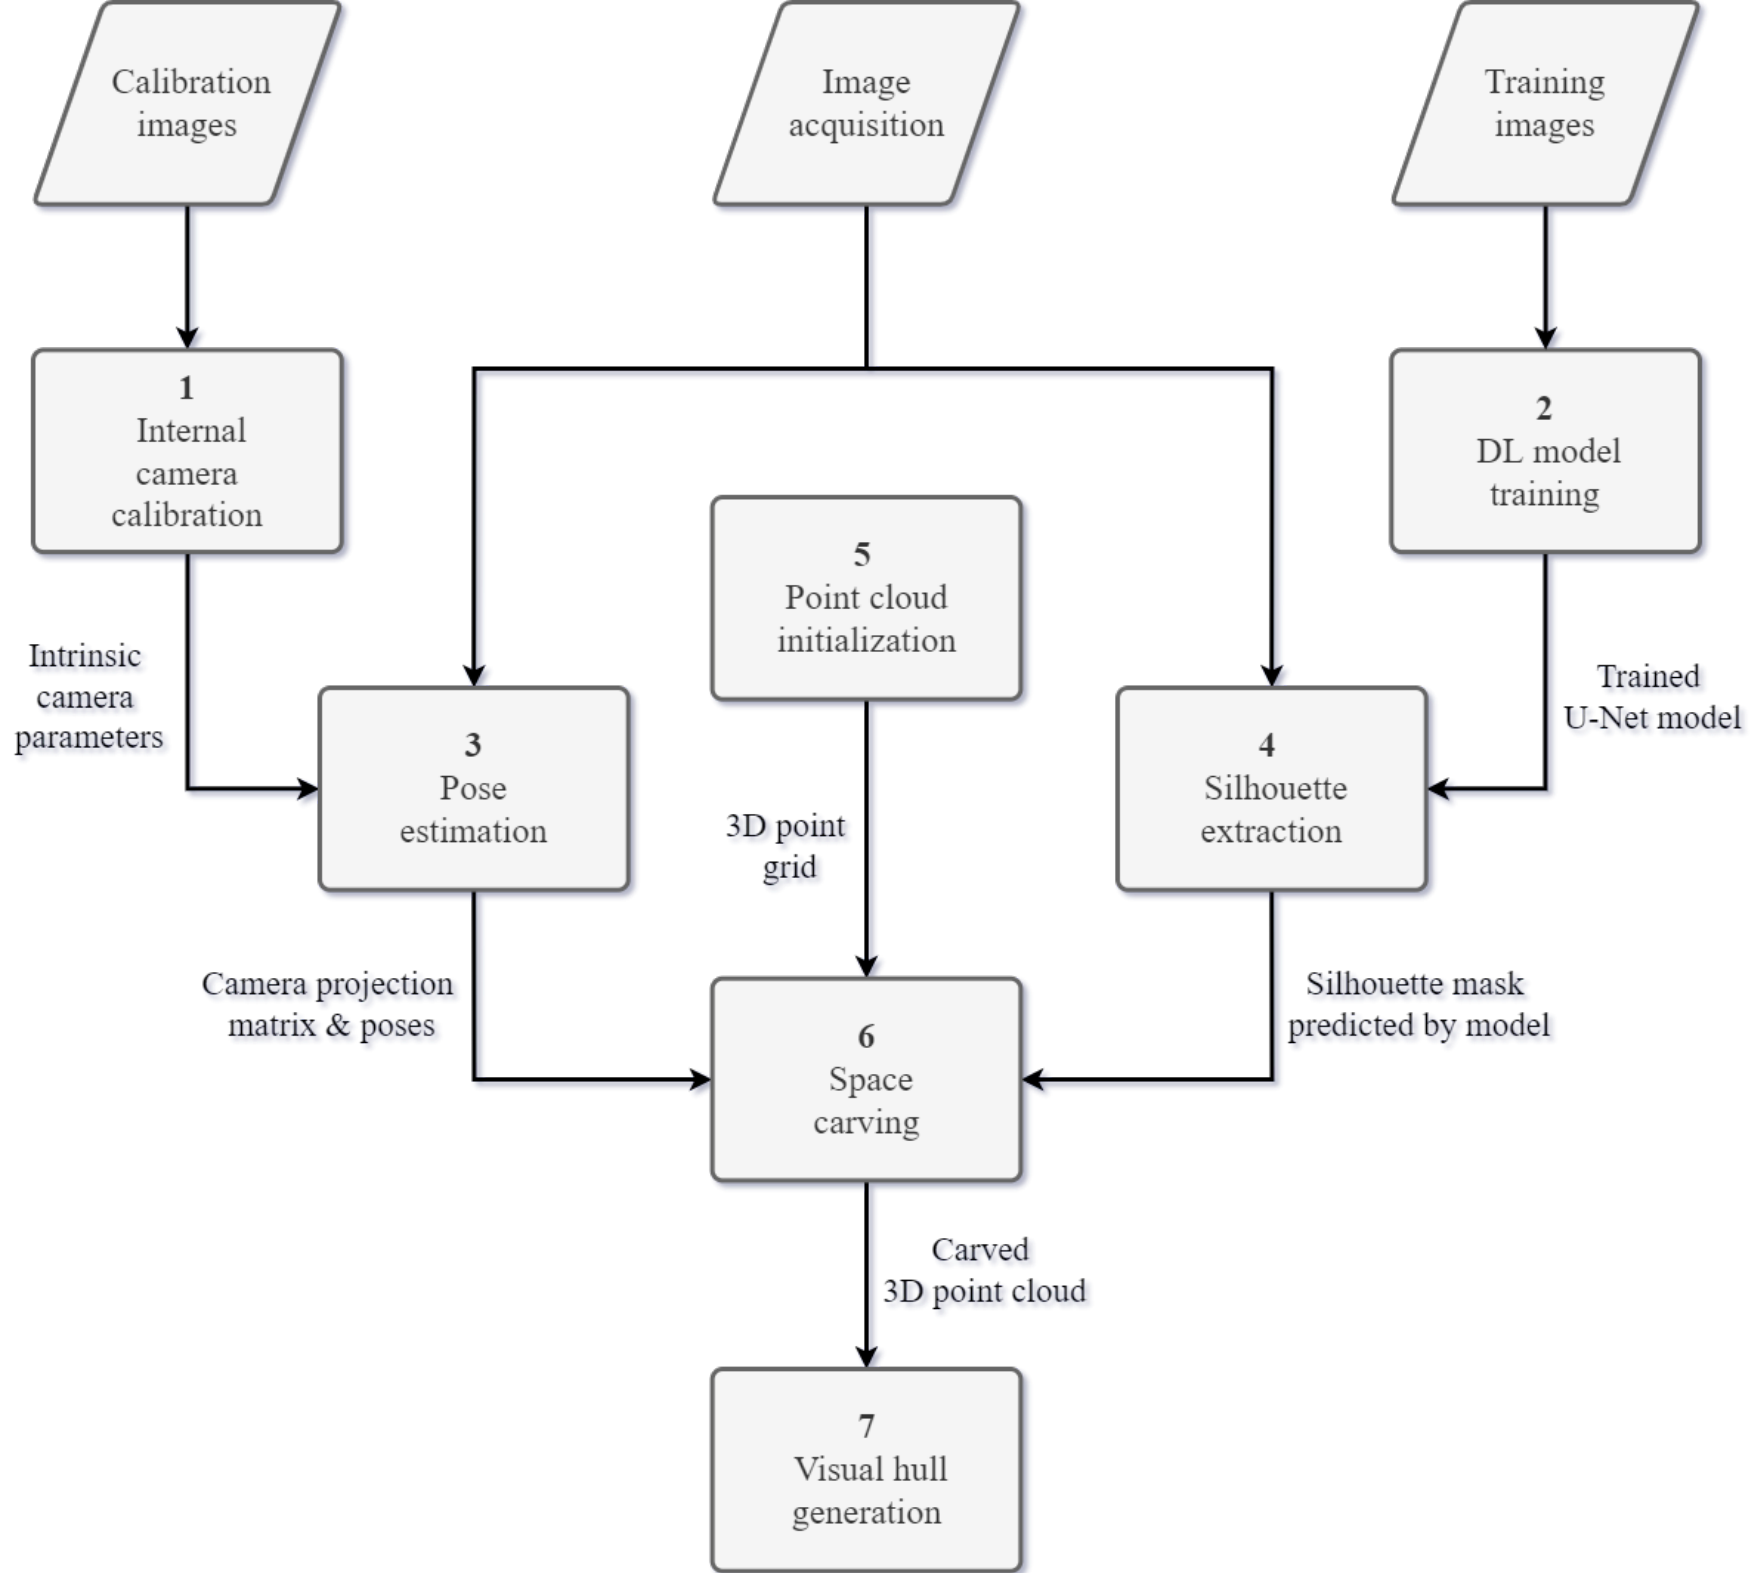 Calibration
images
Image
acquisition
Training
images
1
Internal
camera
calibration
2
DL model
training
5
Point cloud
initialization
Intrinsic
camera
parameters
Trained
U-Net model
3
Pose
estimation
4
Silhouette
extraction
3D point
grid
Camera projection
matrix & poses
Silhouette mask
predicted by model
6
Space
carving
Carved
3D point cloud
7
Visual hull
generation